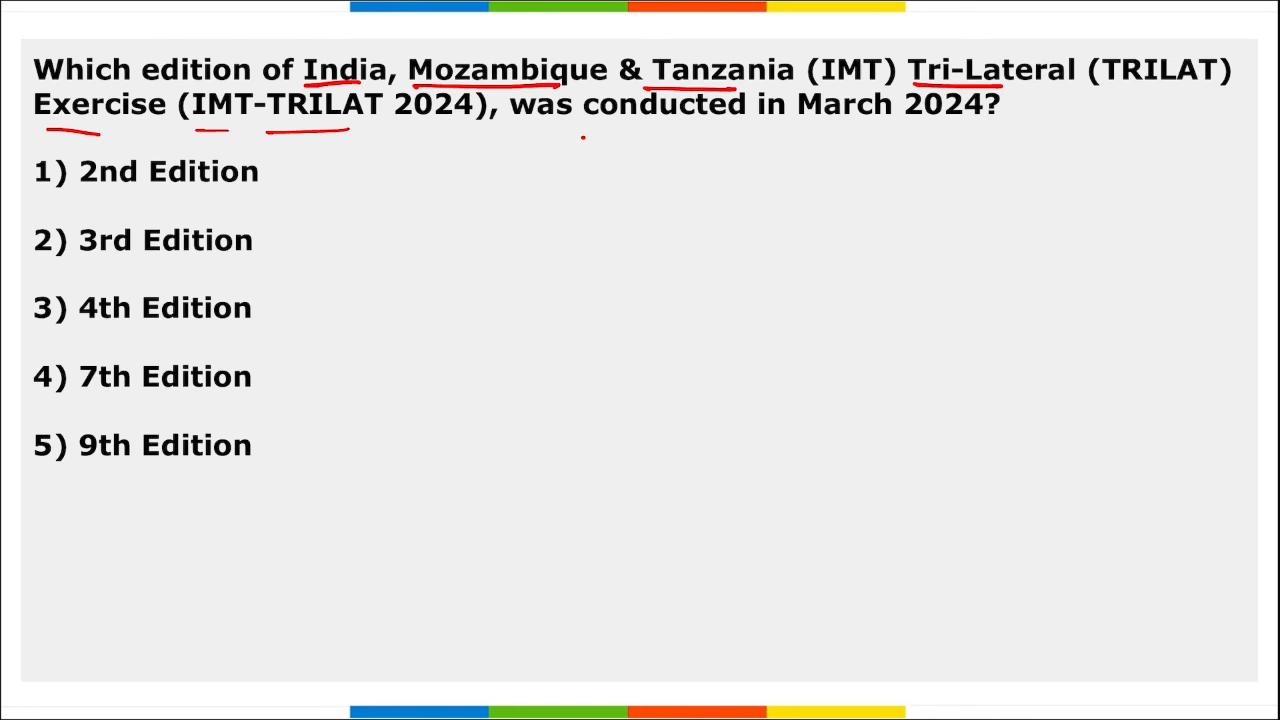 Which edition of India, Mozambique & Tanzania (IMT) Tri-Lateral (TRILAT)
Exercise (IMT-TRILAT 2024), was conducted in March 2024?
1) 2nd Edition
2) 3rd Edition
3) 4th Edition
4) 7th Edition
5) 9th Edition